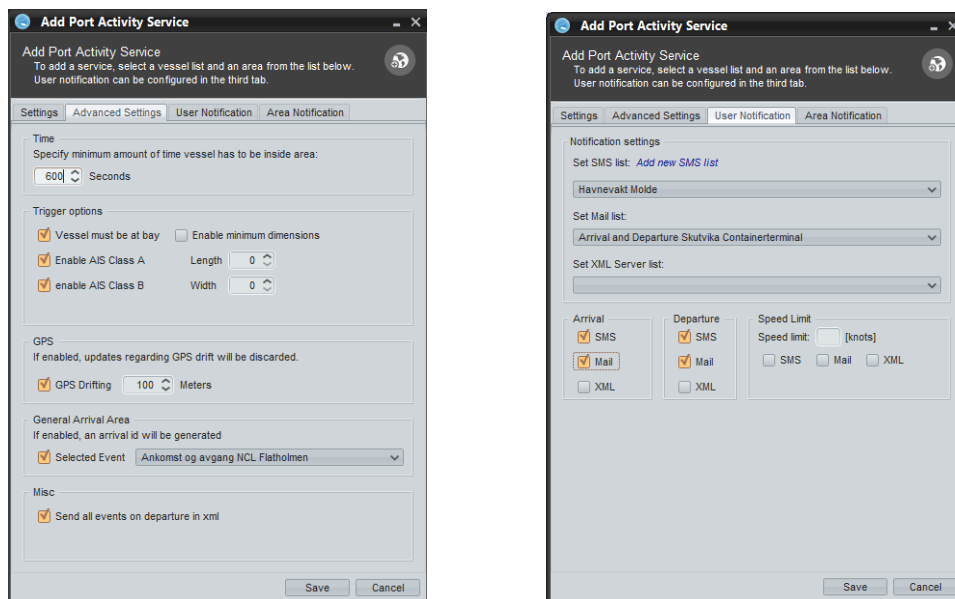 Add Port Activity Service
Add Port Activity Service
To add a service, select a vessel list and an area from the list below.
User notification can be configured in the third tab.
Settings Advanced Settings User Notification Area Notification
Time
Specify minimum amount of time vessel has to be inside area:
600 Seconds
Trigger options
Vessel must be at bay Enable minimum dimensions
Enable AIS Class A Length 0
enable AIS Class B Width 0
GPS
If enabled, updates regarding GPS drift will be discarded.
GPS Drifting 100 Meters
General Arrival Area
If enabled, an arrival id will be generated
Selected Event Ankomst og avgang NCL Flatholmen
Misc
Send all events on departure in xml
Save Cancel
Add Port Activity Service
Add Port Activity Service
To add a service, select a vessel list and an area from the list below.
User notification can be configured in the third tab.
Settings Advanced Settings User Notification Area Notification
Notification settings
Set SMS list: Add new SMS list
Havnevakt Molde
Set Mail list:
Arrival and Departure Skutvika Containerterminal
Set XML Server list:
Arrival Departure Speed Limit
SMS SMS Speed limit: [knots]
Mail Mail SMS Mail XML
XML XML
Save Cancel